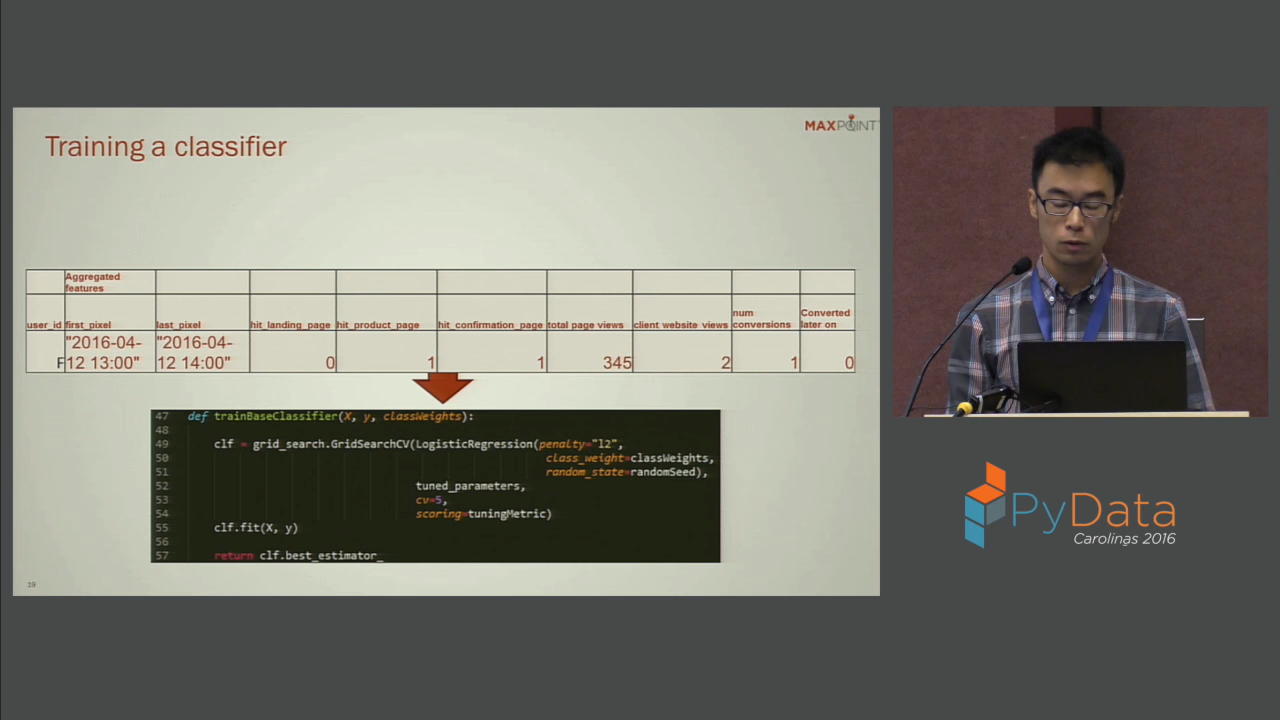 Training a classifier
MAXPOINT
Aggregated features
user_id first_pixel last_pixel hit_landing_page hit_product_page hit_confirmation_page total page views client website views num conversions Converted later on
F "2016-04-12 13:00" "2016-04-12 14:00" 0 1 1 345 2 1 0
47 def trainBaseClassifier(X, y, classWeights):
48
49 clf = grid_search.GridSearchCV(LogisticRegression(penalty="l2",
50 class_weight=classWeights,
51 random_state=randomSeed),
52 tuned_parameters,
53 cv=5,
54 scoring=tuningMetric)
55 clf.fit(X, y)
56
57 return clf.best_estimator_
29
PyData
Carolinas 2016